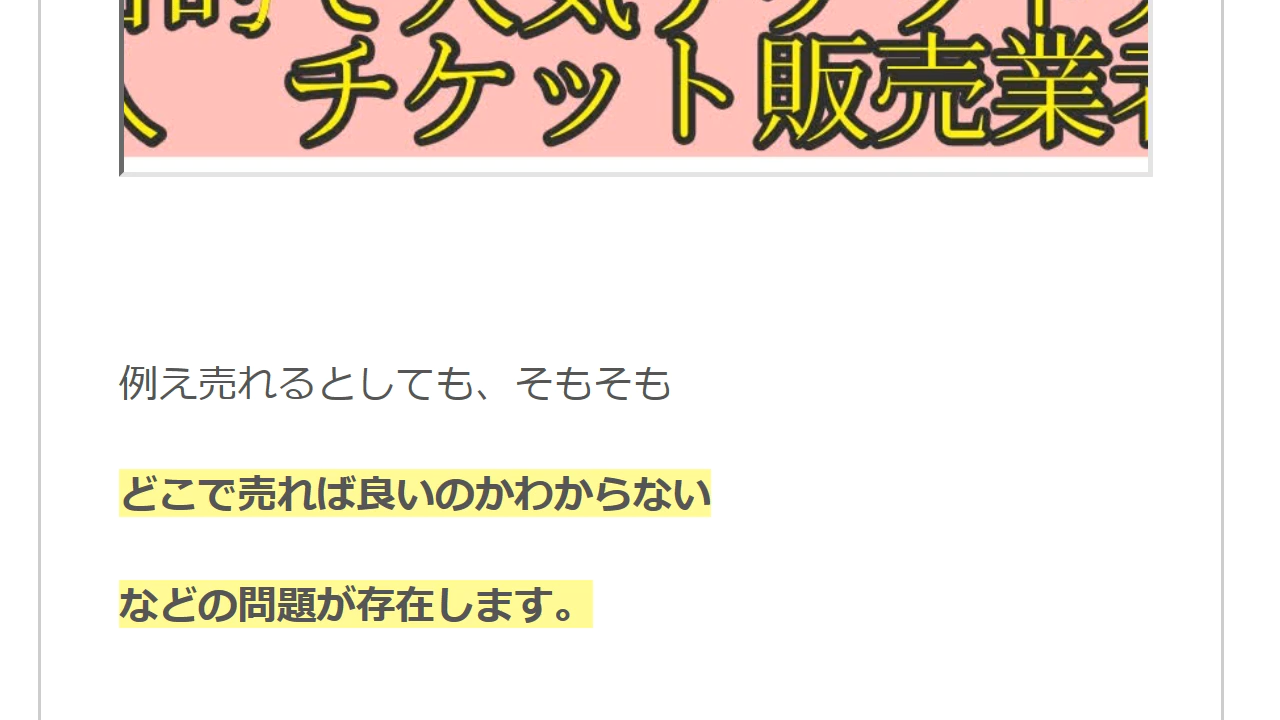 チケット販売業
例え売れるとしても、そもそも
どこで売れば良いのかわからない
などの問題が存在します。